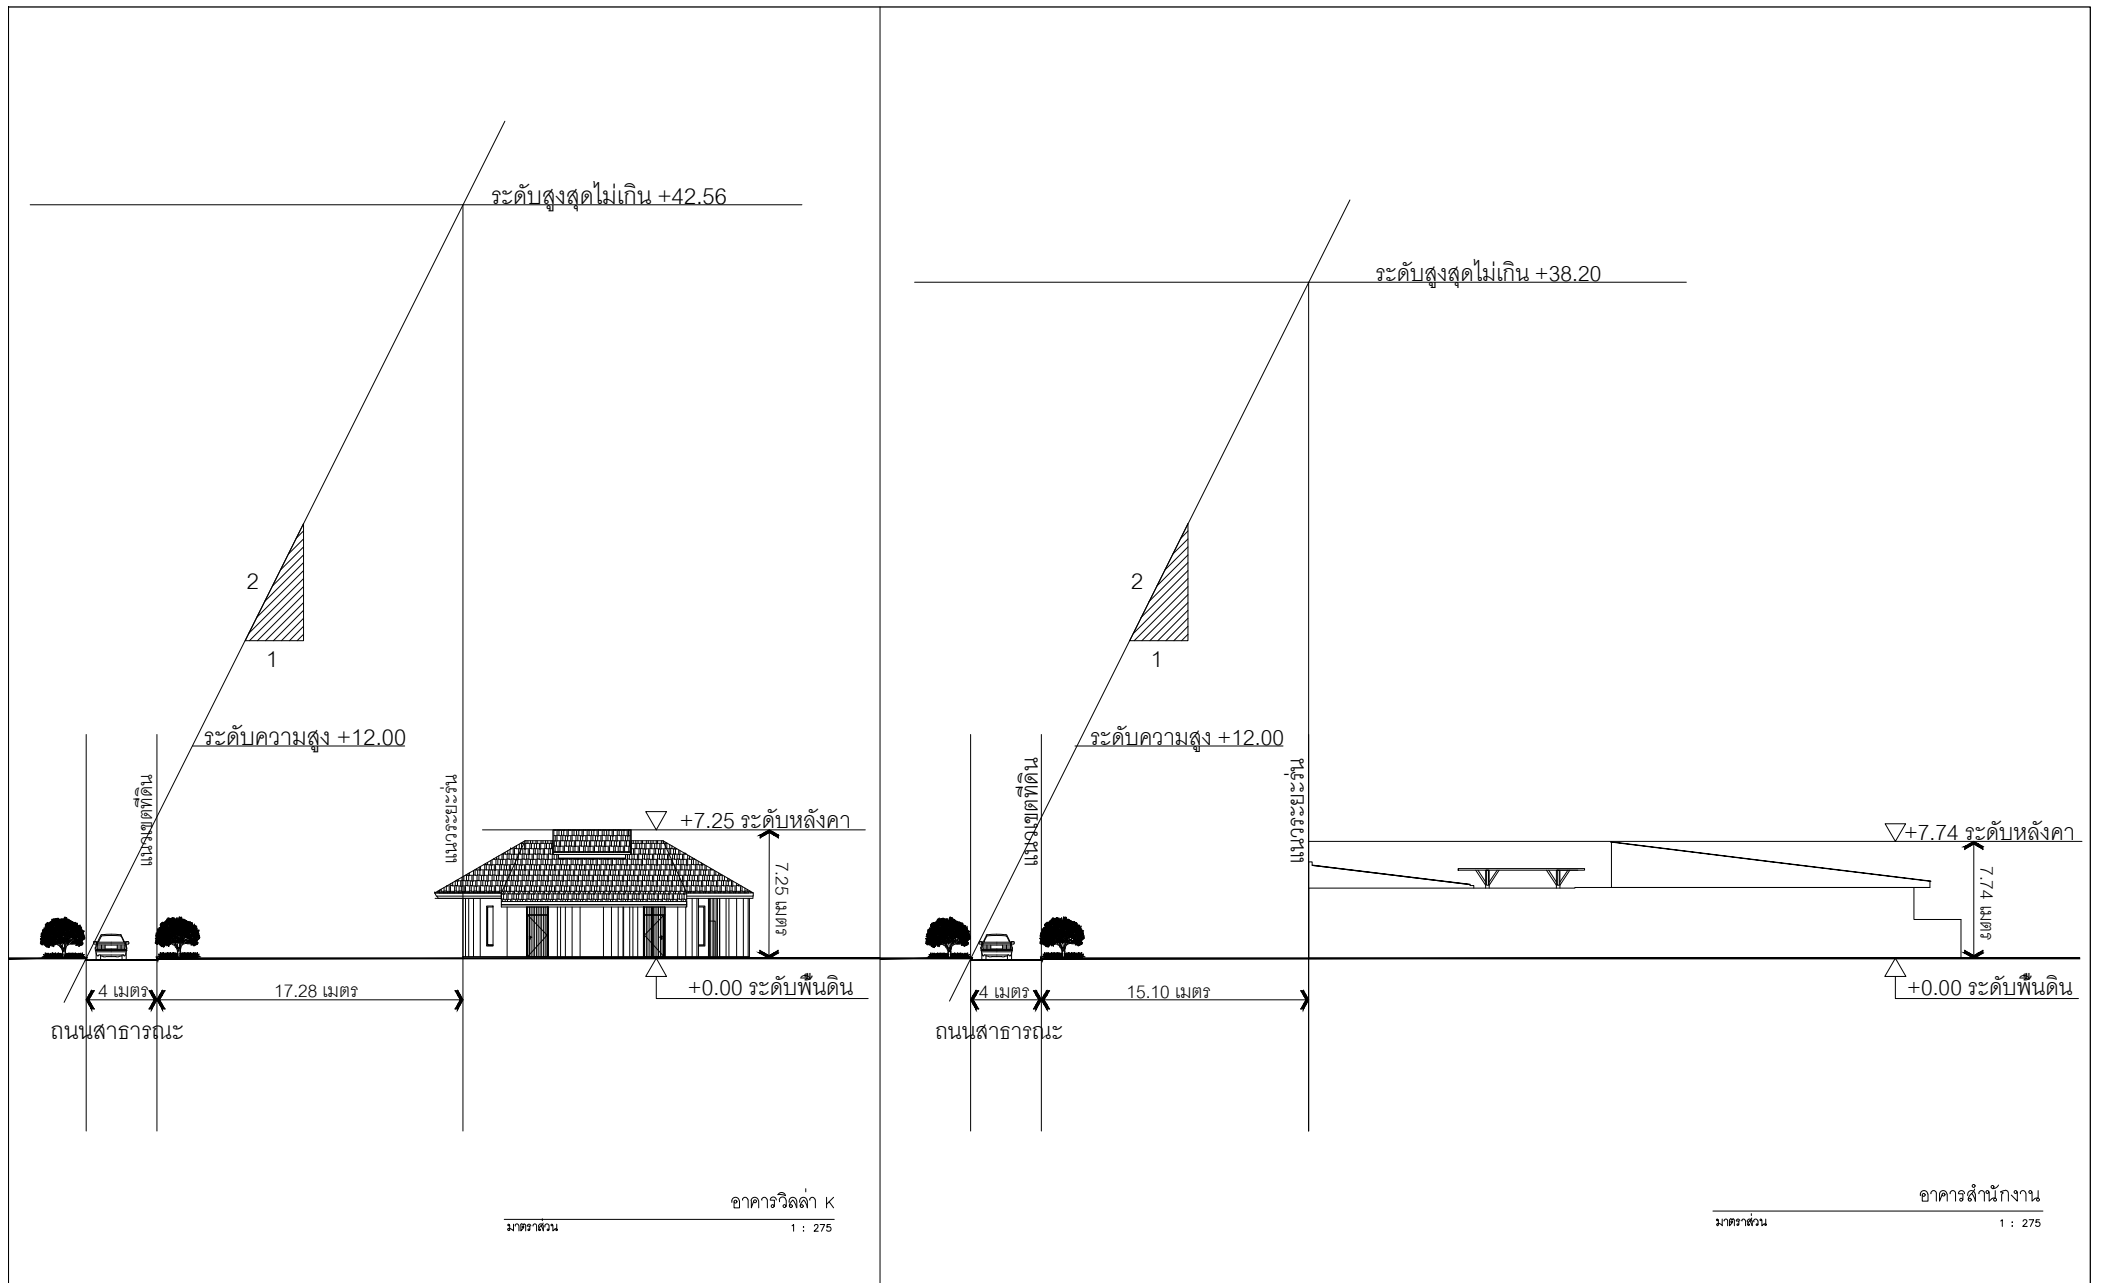 ระดับสูงสุดไม่เกิน +42.56
2
1
ระดับความสูง +12.00
แนวเขตที่ดิน
แนวระยะร่น
+7.25 ระดับหลังคา
7.25 เมตร
4 เมตร
17.28 เมตร
+0.00 ระดับพื้นดิน
ถนนสาธารณะ
อาคารวิลล่า K
มาตราส่วน 1 : 275
ระดับสูงสุดไม่เกิน +38.20
2
1
ระดับความสูง +12.00
แนวเขตที่ดิน
แนวระยะร่น
+7.74 ระดับหลังคา
7.74 เมตร
4 เมตร
15.10 เมตร
+0.00 ระดับพื้นดิน
ถนนสาธารณะ
อาคารสำนักงาน
มาตราส่วน 1 : 275